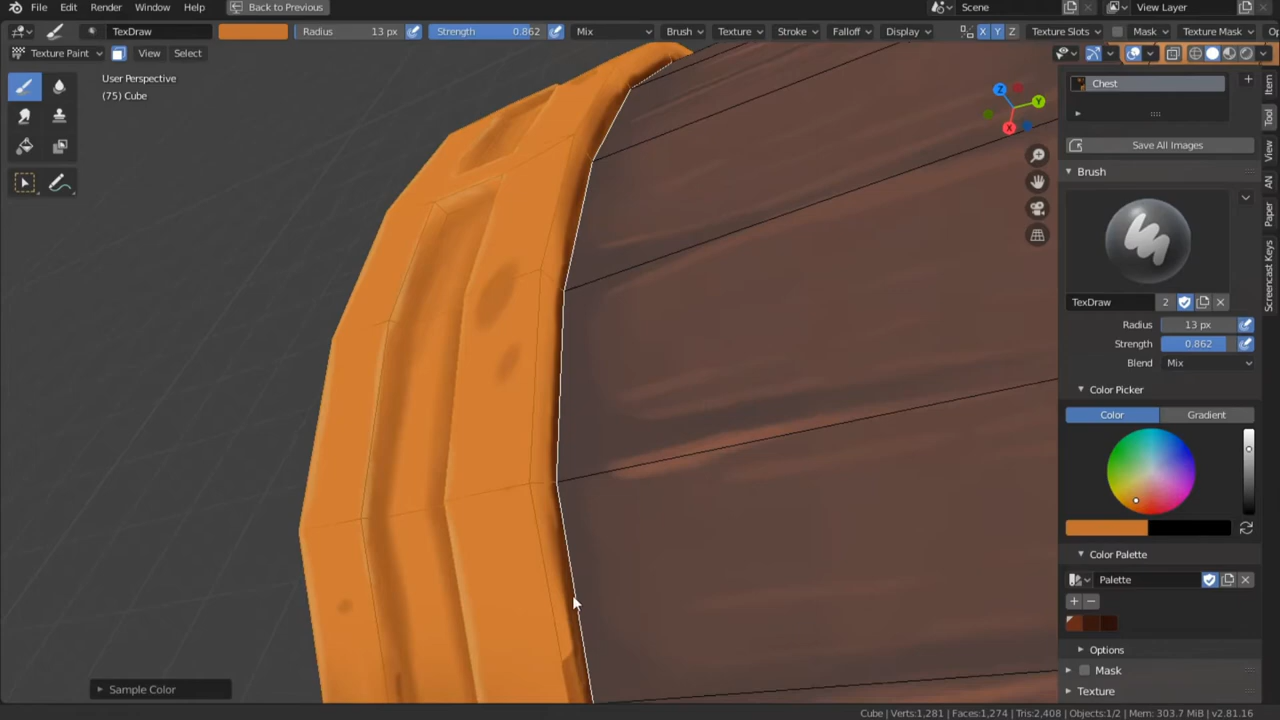 File Edit Render Window Help Back to Previous Scene View Layer
TexDraw Radius 13 px Strength 0.862 Mix Brush Texture Stroke Falloff Display X Y Z Texture Slots Mask Texture Mask Op
Texture Paint View Select
User Perspective
(75) Cube
Z
Y
X
Chest
Save All Images
Brush
TexDraw 2
Radius 13 px
Strength 0.862
Blend Mix
Color Picker
Color Gradient
Color Palette
Palette
Options
Mask
Texture
Item
Tool
View
AN
Paper
Screencast Keys
Sample Color
Cube | Verts:1,281 | Faces:1,274 | Tris:2,408 | Objects:1/2 | Mem: 303.7 MiB | v2.81.16